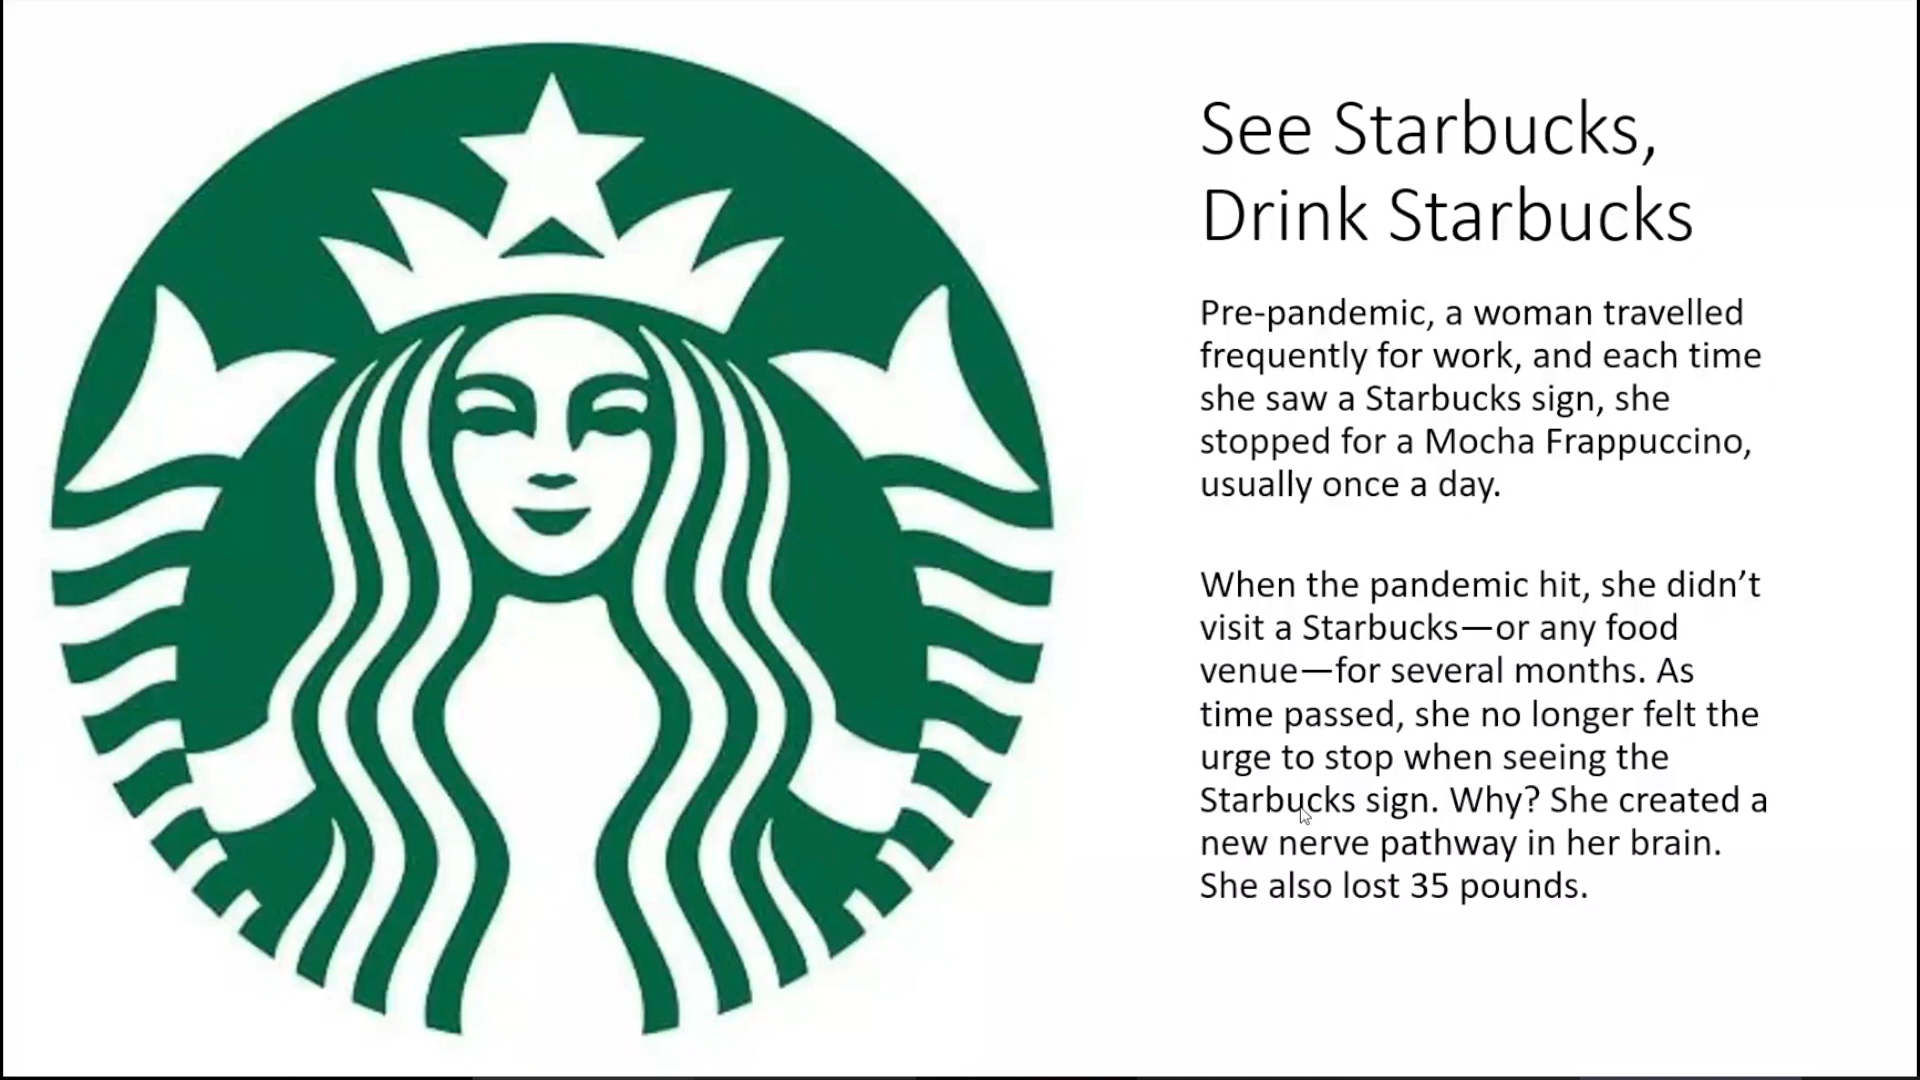 See Starbucks,
Drink Starbucks
Pre-pandemic, a woman travelled
frequently for work, and each time
she saw a Starbucks sign, she
stopped for a Mocha Frappuccino,
usually once a day.
When the pandemic hit, she didn’t
visit a Starbucks—or any food
venue—for several months. As
time passed, she no longer felt the
urge to stop when seeing the
Starbucks sign. Why? She created a
new nerve pathway in her brain.
She also lost 35 pounds.